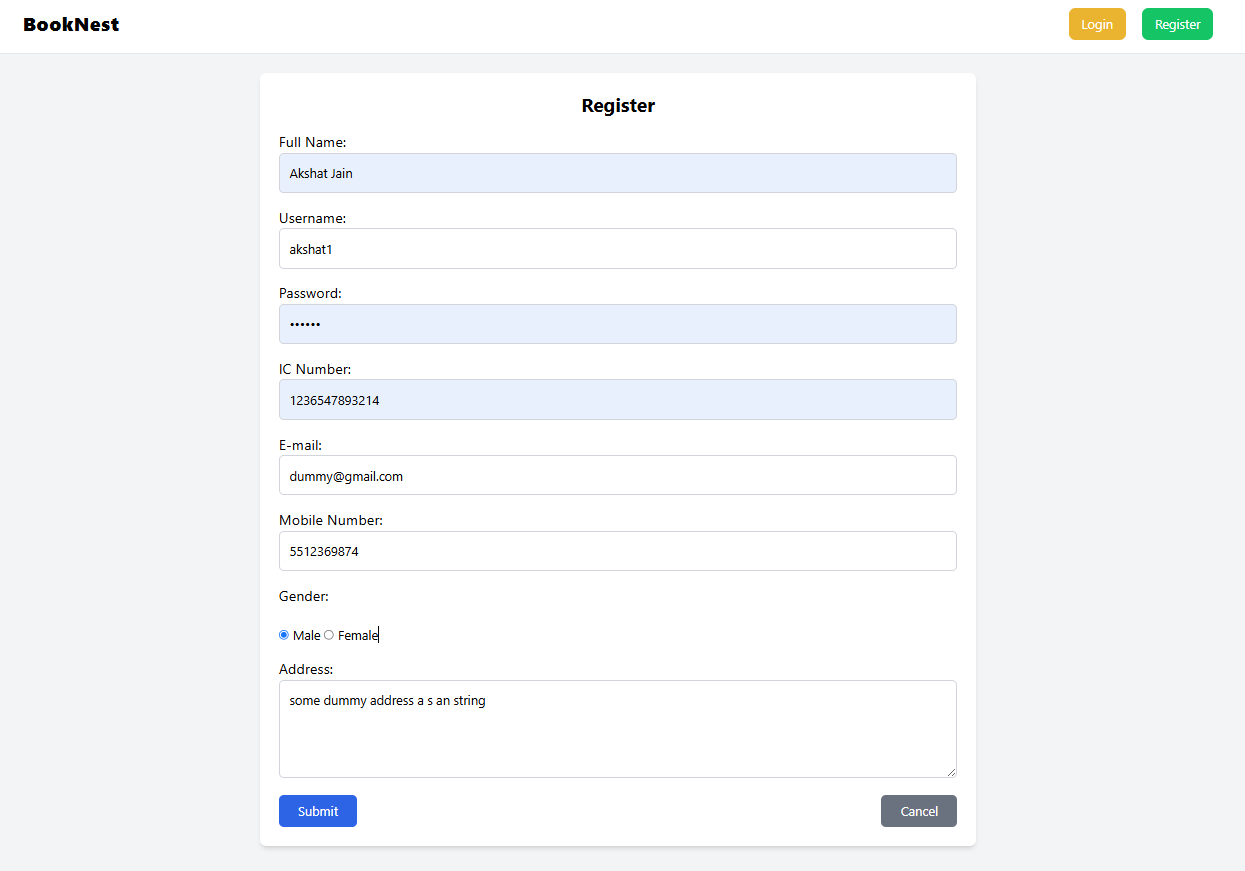 BookNest
Login Register
Register
Full Name:
Akshat Jain
Username:
akshat1
Password:
••••••
IC Number:
1236547893214
E-mail:
dummy@gmail.com
Mobile Number:
5512369874
Gender:
Male Female
Address:
some dummy address a s an string
Submit Cancel